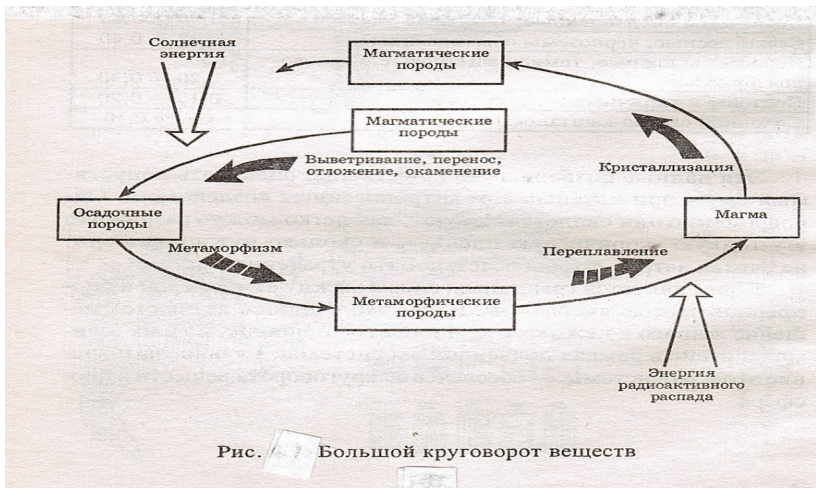 Солнечная
энергия
Магматические
породы
Магматические
породы
Выветривание, перенос,
отложение, окаменение
Кристаллизация
Осадочные
породы
Магма
Метаморфизм
Переплавление
Метаморфические
породы
Энергия
радиоактивного
распада
Рис. Большой круговорот веществ